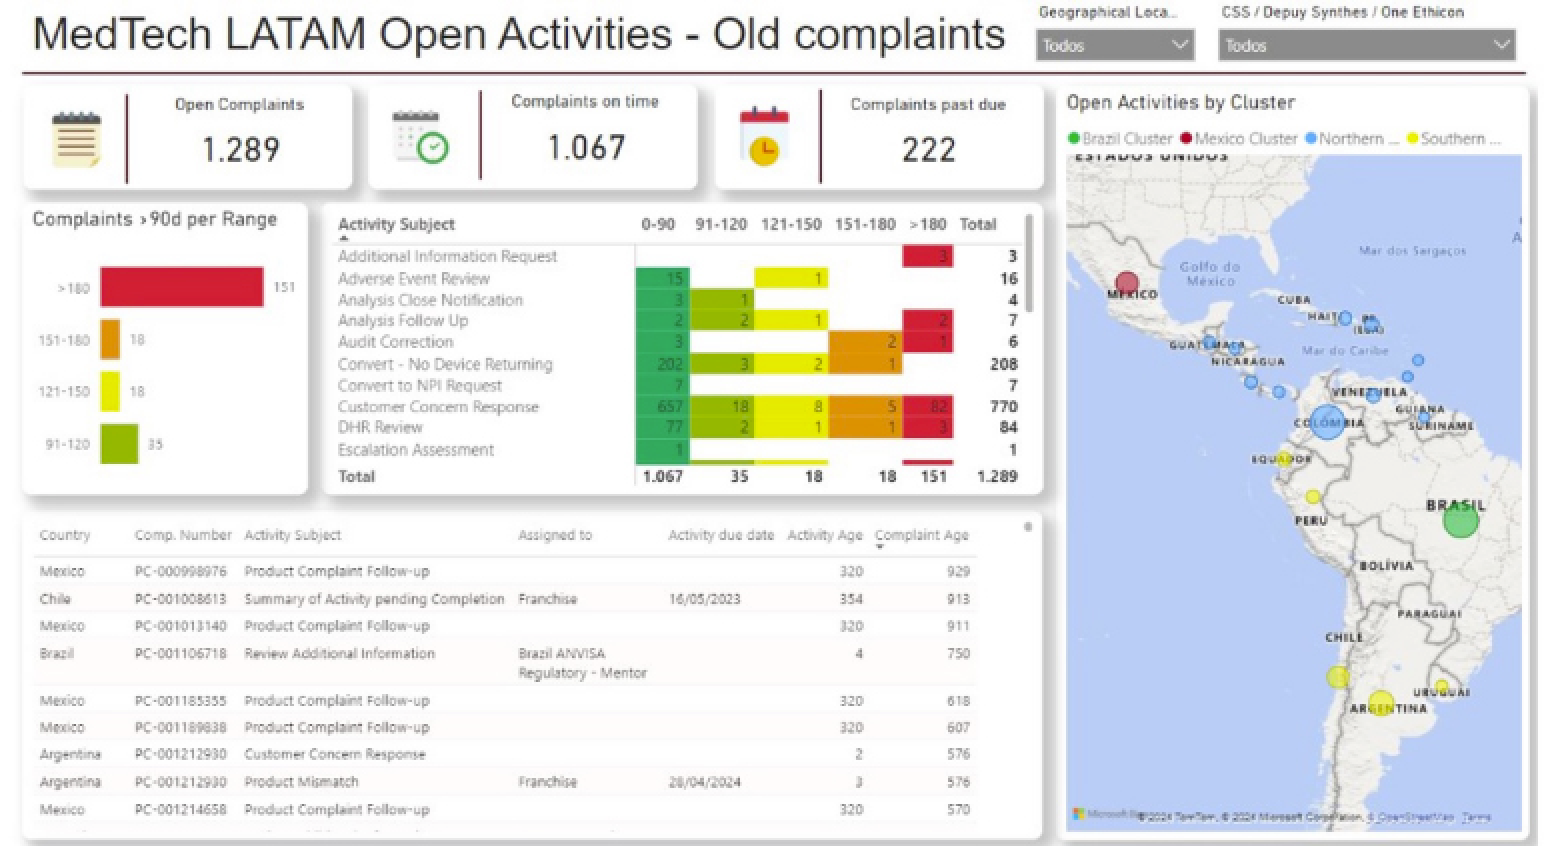 MedTech LATAM Open Activities - Old complaints
Geographical Loca...
Todos
CSS / Depuy Synthes / One Ethicon
Todos
Open Complaints
1.289
Complaints on time
1.067
Complaints past due
222
Complaints >90d per Range
>180 151
151-180 18
121-150 18
91-120 35
Activity Subject 0-90 91-120 121-150 151-180 >180 Total
Additional Information Request 3 3
Adverse Event Review 15 1 16
Analysis Close Notification 3 1 4
Analysis Follow Up 2 2 1 2 7
Audit Correction 3 2 1 6
Convert - No Device Returning 202 3 2 1 208
Convert to NPI Request 7 7
Customer Concern Response 657 18 8 5 82 770
DHR Review 77 2 1 1 3 84
Escalation Assessment 1 1
Total 1.067 35 18 18 151 1.289
Country Comp. Number Activity Subject Assigned to Activity due date Activity Age Complaint Age
Mexico PC-000998976 Product Complaint Follow-up 320 929
Chile PC-001008613 Summary of Activity pending Completion Franchise 16/05/2023 354 913
Mexico PC-001013140 Product Complaint Follow-up 320 911
Brazil PC-001106718 Review Additional Information Brazil ANVISA 4 750
Regulatory - Mentor
Mexico PC-001185355 Product Complaint Follow-up 320 618
Mexico PC-001189838 Product Complaint Follow-up 320 607
Argentina PC-001212930 Customer Concern Response 2 576
Argentina PC-001212930 Product Mismatch Franchise 28/04/2024 3 576
Mexico PC-001214658 Product Complaint Follow-up 320 570
Open Activities by Cluster
Brazil Cluster Mexico Cluster Northern ... Southern ...
ESTADOS UNIDOS
Mar dos Sargaços
Golfo do
México
MÉXICO
CUBA
HAITI
GUATEMALA
Mar do Caribe
NICARAGUA
VENEZUELA
GUIANA
COLÔMBIA
SURINAME
EQUADOR
BRASIL
PERU
BOLÍVIA
PARAGUAI
CHILE
URUGUAI
ARGENTINA
© 2024 TomTom, © 2024 Microsoft Corporation, © OpenStreetMap Terms